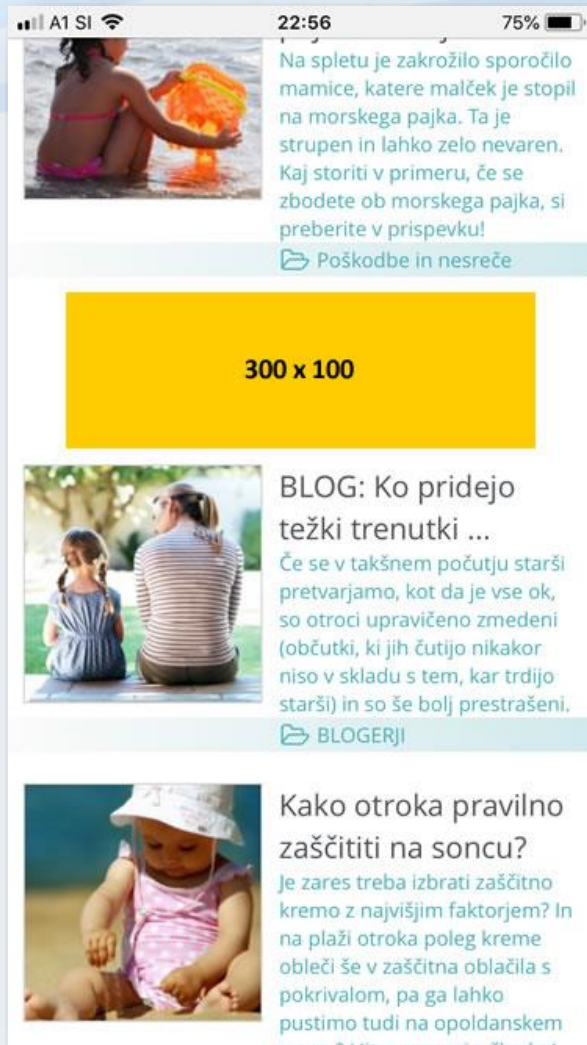 A1 SI 22:56 75%
Na spletu je zakrožilo sporočilo
mamice, katere malček je stopil
na morskega pajka. Ta je
strupen in lahko zelo nevaren.
Kaj storiti v primeru, če se
zbodete ob morskega pajka, si
preberite v prispevku!
Poškodbe in nesreče
300 x 100
BLOG: Ko pridejo
težki trenutki ...
Če se v takšnem počutju starši
pretvarjamo, kot da je vse ok,
so otroci upravičeno zmedeni
(občutki, ki jih čutijo nikakor
niso v skladu s tem, kar trdijo
starši) in so še bolj prestrašeni.
BLOGERJI
Kako otroka pravilno
zaščititi na soncu?
Je zares treba izbrati zaščitno
kremo z najvišjim faktorjem? In
na plaži otroka poleg kreme
obleči še v zaščitna oblačila s
pokrivalom, pa ga lahko
pustimo tudi na opoldanskem